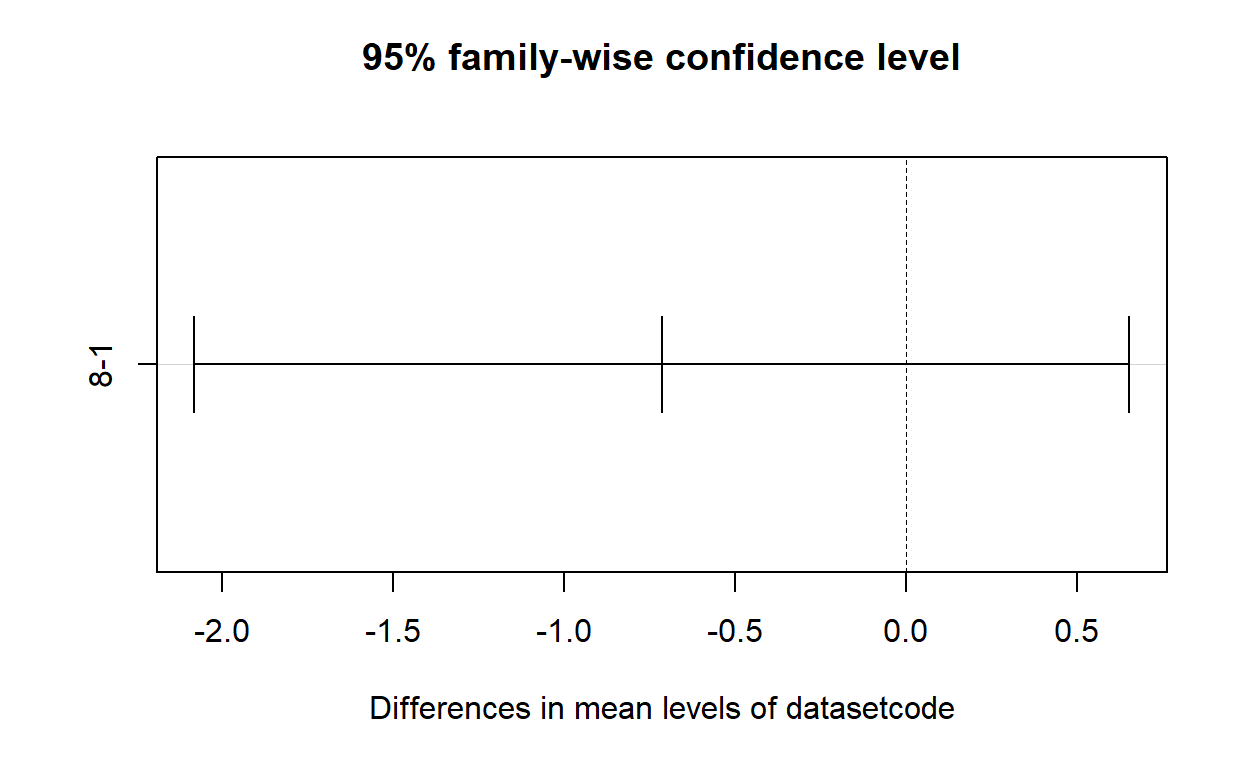 95% family-wise confidence level
8-1
-2.0 -1.5 -1.0 -0.5 0.0 0.5
Differences in mean levels of datasetcode